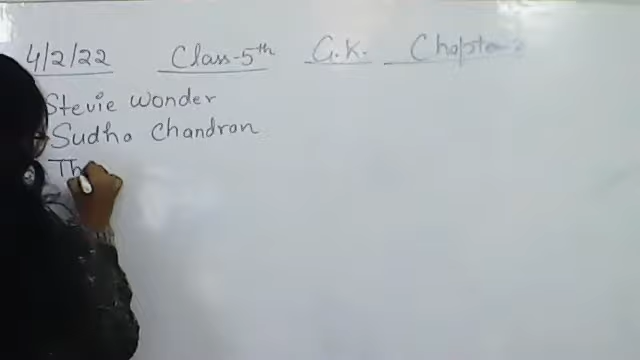 4/2/22 Class-5th G.K. Chapter-
Stevie Wonder
Sudha Chandran
Th